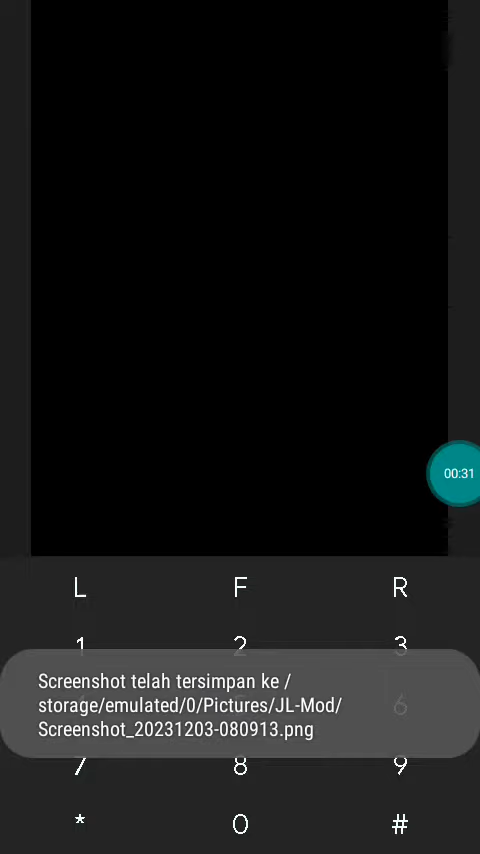 00:31
L F R
1 2 3
Screenshot telah tersimpan ke /
storage/emulated/0/Pictures/JL-Mod/
Screenshot_20231203-080913.png
6
7 8 9
* 0 #